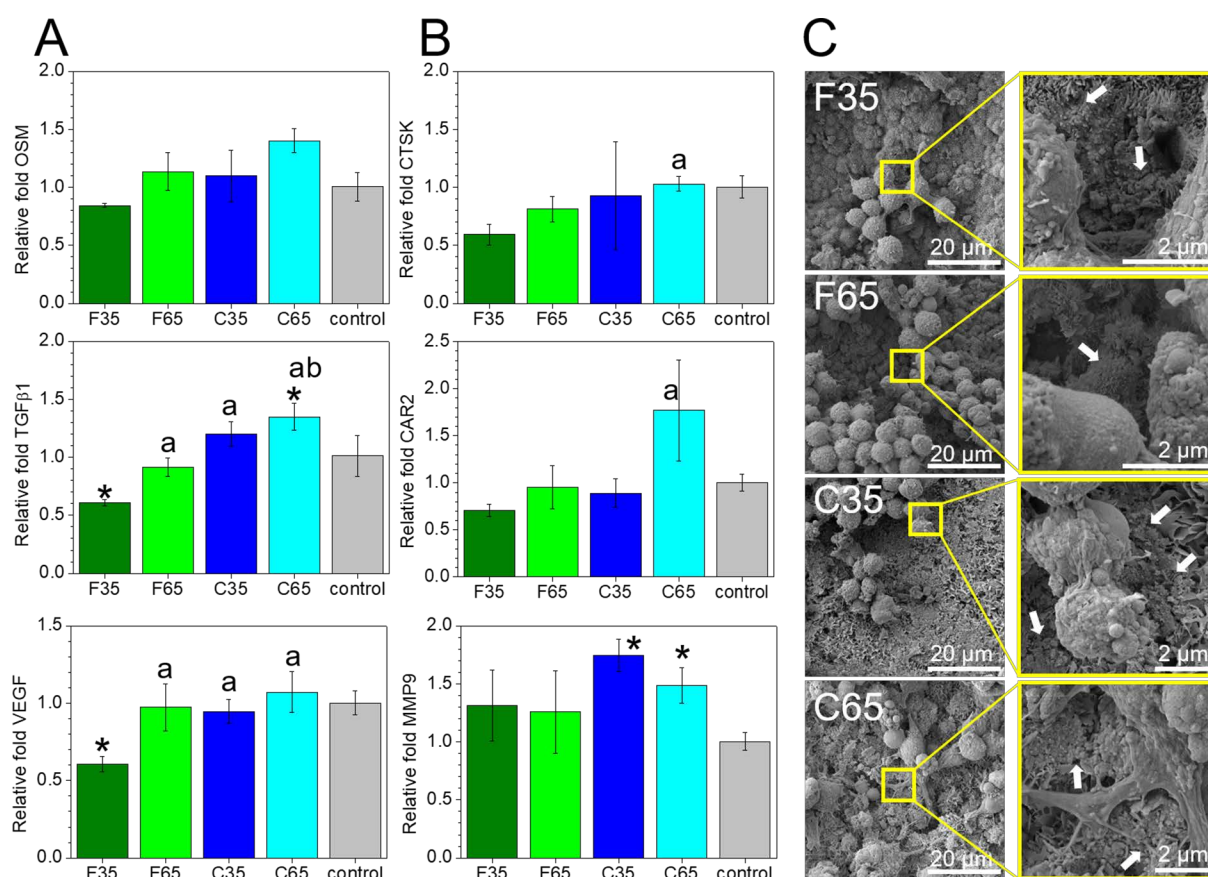 A
B
C
Relative fold OSM
2.0
1.5
1.0
0.5
0.0
F35 F65 C35 C65 control
Relative fold CTSK
2.0
1.5
1.0
0.5
0.0
a
F35 F65 C35 C65 control
Relative fold TGFβ1
2.0
1.5
1.0
0.5
0.0
* a a ab *
F35 F65 C35 C65 control
Relative fold CAR2
2.5
2.0
1.5
1.0
0.5
0.0
a
F35 F65 C35 C65 control
Relative fold VEGF
1.5
1.0
0.5
0.0
* a a a
F35 F65 C35 C65 control
Relative fold MMP9
2.0
1.5
1.0
0.5
0.0
* *
F35 F65 C35 C65 control
F35
20 µm
2 µm
F65
20 µm
2 µm
C35
20 µm
2 µm
C65
20 µm
2 µm